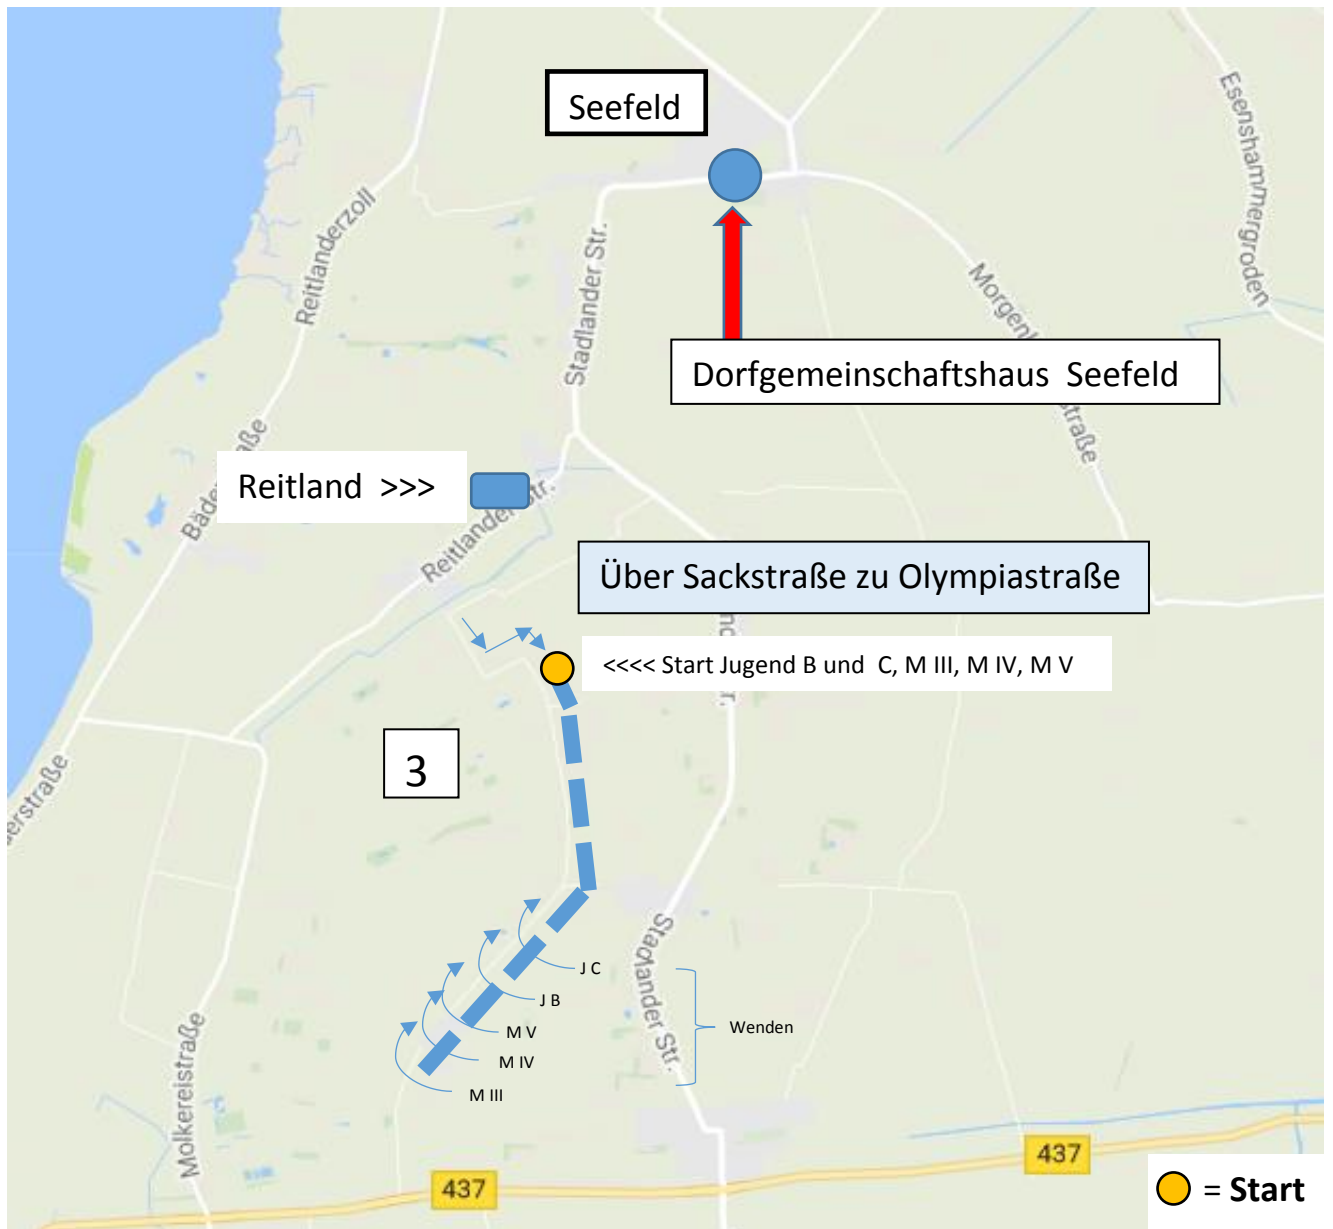 Seefeld
Esenshammergroden
Reitlanderzoll
Stadlander Str.
Dorfgemeinschaftshaus Seefeld
Reitland >>>
Reitlander Str.
Über Sackstraße zu Olympiastraße
<<<< Start Jugend B und C, M III, M IV, M V
3
J C
J B
M V
M IV
M III
Stadlander Str.
Wenden
Molkereistraße
437
437
= Start